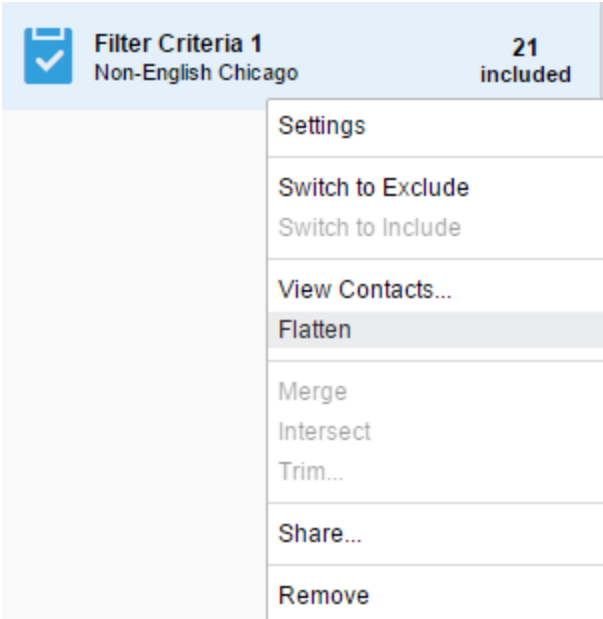 Filter Criteria 1
Non-English Chicago
21
included
Settings
Switch to Exclude
Switch to Include
View Contacts...
Flatten
Merge
Intersect
Trim...
Share...
Remove